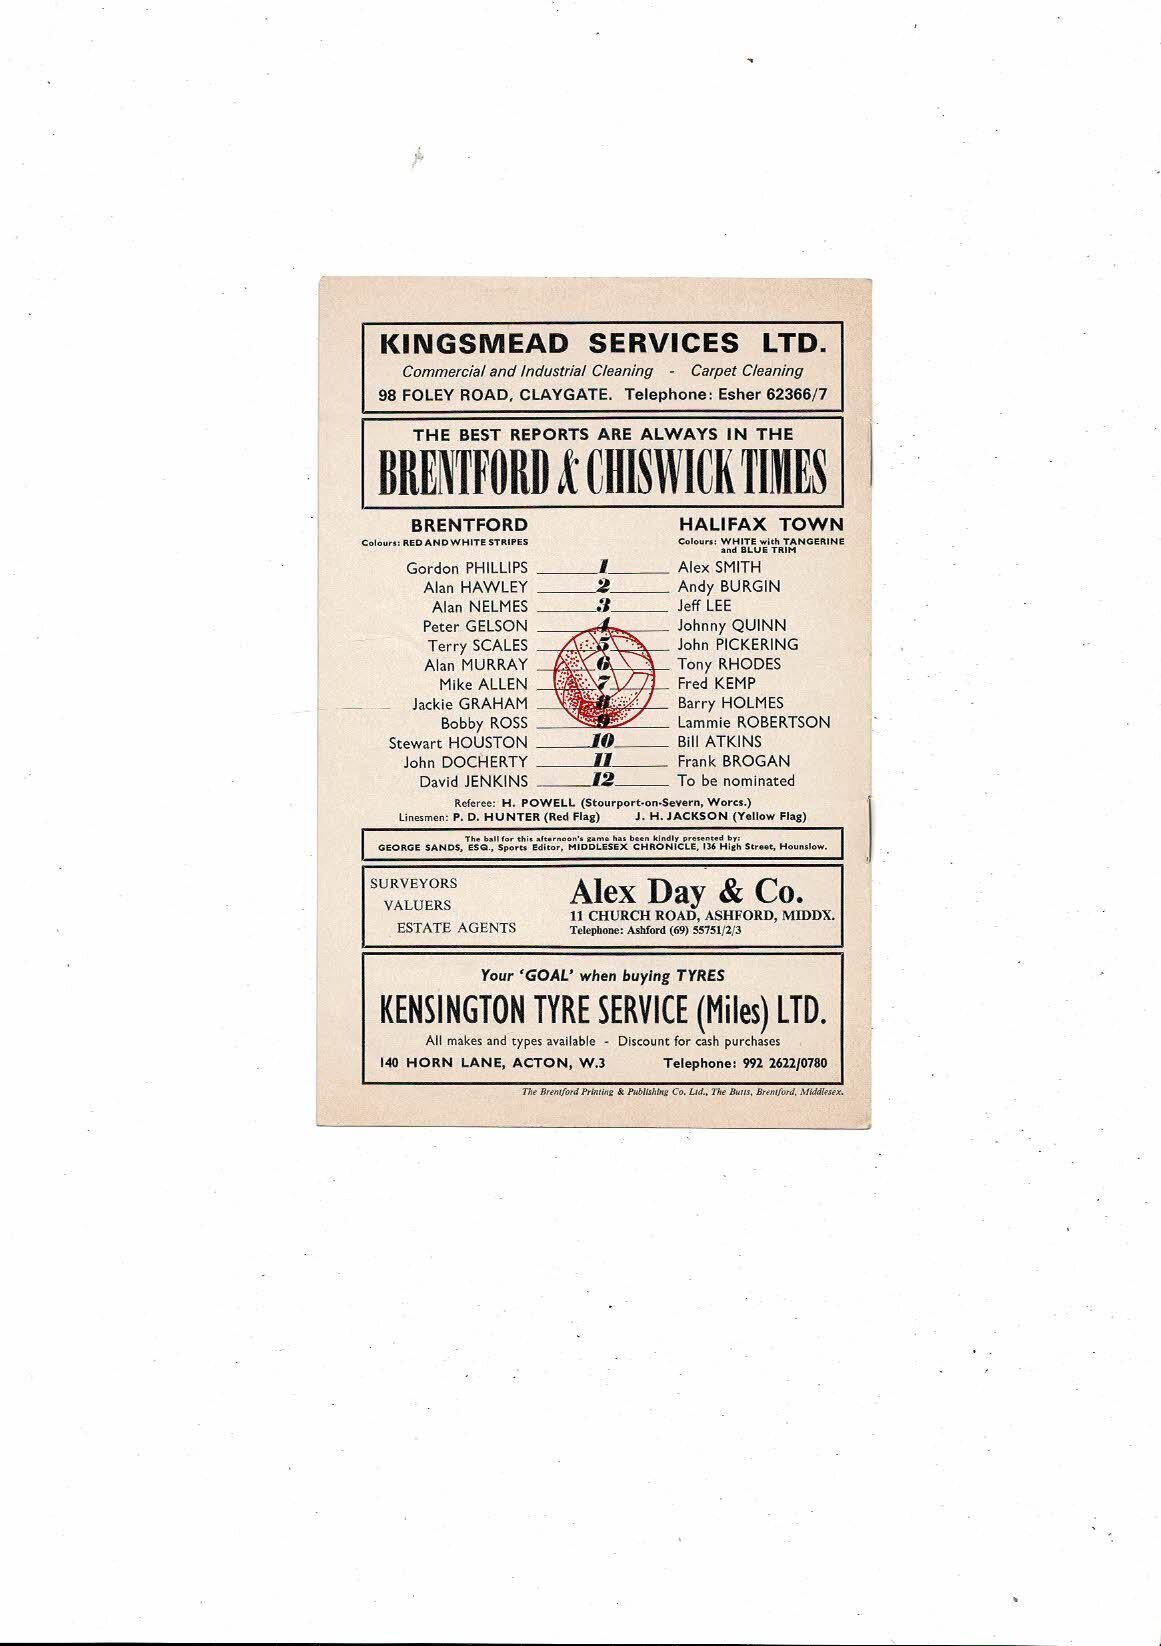 KINGSMEAD SERVICES LTD.
Commercial and Industrial Cleaning - Carpet Cleaning
98 FOLEY ROAD, CLAYGATE. Telephone: Esher 62366/7
THE BEST REPORTS ARE ALWAYS IN THE
BRENTFORD & CHISWICK TIMES
BRENTFORD HALIFAX TOWN
Colours: RED AND WHITE STRIPES Colours: WHITE with TANGERINE
and BLUE TRIM
Gordon PHILLIPS 1 Alex SMITH
Alan HAWLEY 2 Andy BURGIN
Alan NELMES 3 Jeff LEE
Peter GELSON 4 Johnny QUINN
Terry SCALES 5 John PICKERING
Alan MURRAY 6 Tony RHODES
Mike ALLEN 7 Fred KEMP
Jackie GRAHAM 8 Barry HOLMES
Bobby ROSS 9 Lammie ROBERTSON
Stewart HOUSTON 10 Bill ATKINS
John DOCHERTY 11 Frank BROGAN
David JENKINS 12 To be nominated
Referee: H. POWELL (Stourport-on-Severn, Worcs.)
Linesmen: P. D. HUNTER (Red Flag) J. H. JACKSON (Yellow Flag)
The ball for this afternoon's game has been kindly presented by:
GEORGE SANDS, ESQ., Sports Editor, MIDDLESEX CHRONICLE, 136 High Street, Hounslow.
SURVEYORS
VALUERS
ESTATE AGENTS
Alex Day & Co.
11 CHURCH ROAD, ASHFORD, MIDDX.
Telephone: Ashford (69) 55751/2/3
Your 'GOAL' when buying TYRES
KENSINGTON TYRE SERVICE (Miles) LTD.
All makes and types available - Discount for cash purchases
140 HORN LANE, ACTON, W.3 Telephone: 992 2622/0780
The Brentford Printing & Publishing Co. Ltd., The Butts, Brentford, Middlesex.